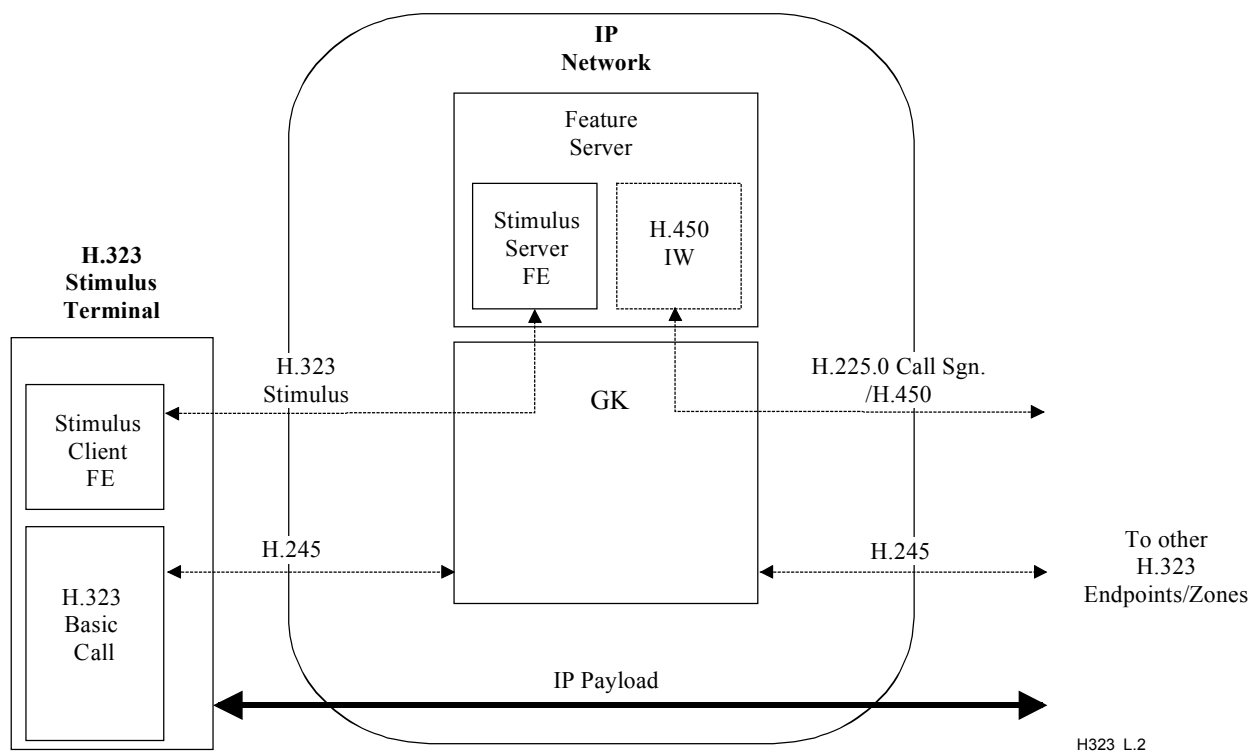 IP
Network
Feature
Server
Stimulus
Server
FE
H.450
IW
H.323
Stimulus
Terminal
H.323
Stimulus
H.225.0 Call Sgn.
/H.450
GK
Stimulus
Client
FE
H.245
H.245
To other
H.323
Endpoints/Zones
H.323
Basic
Call
IP Payload
H323_L.2